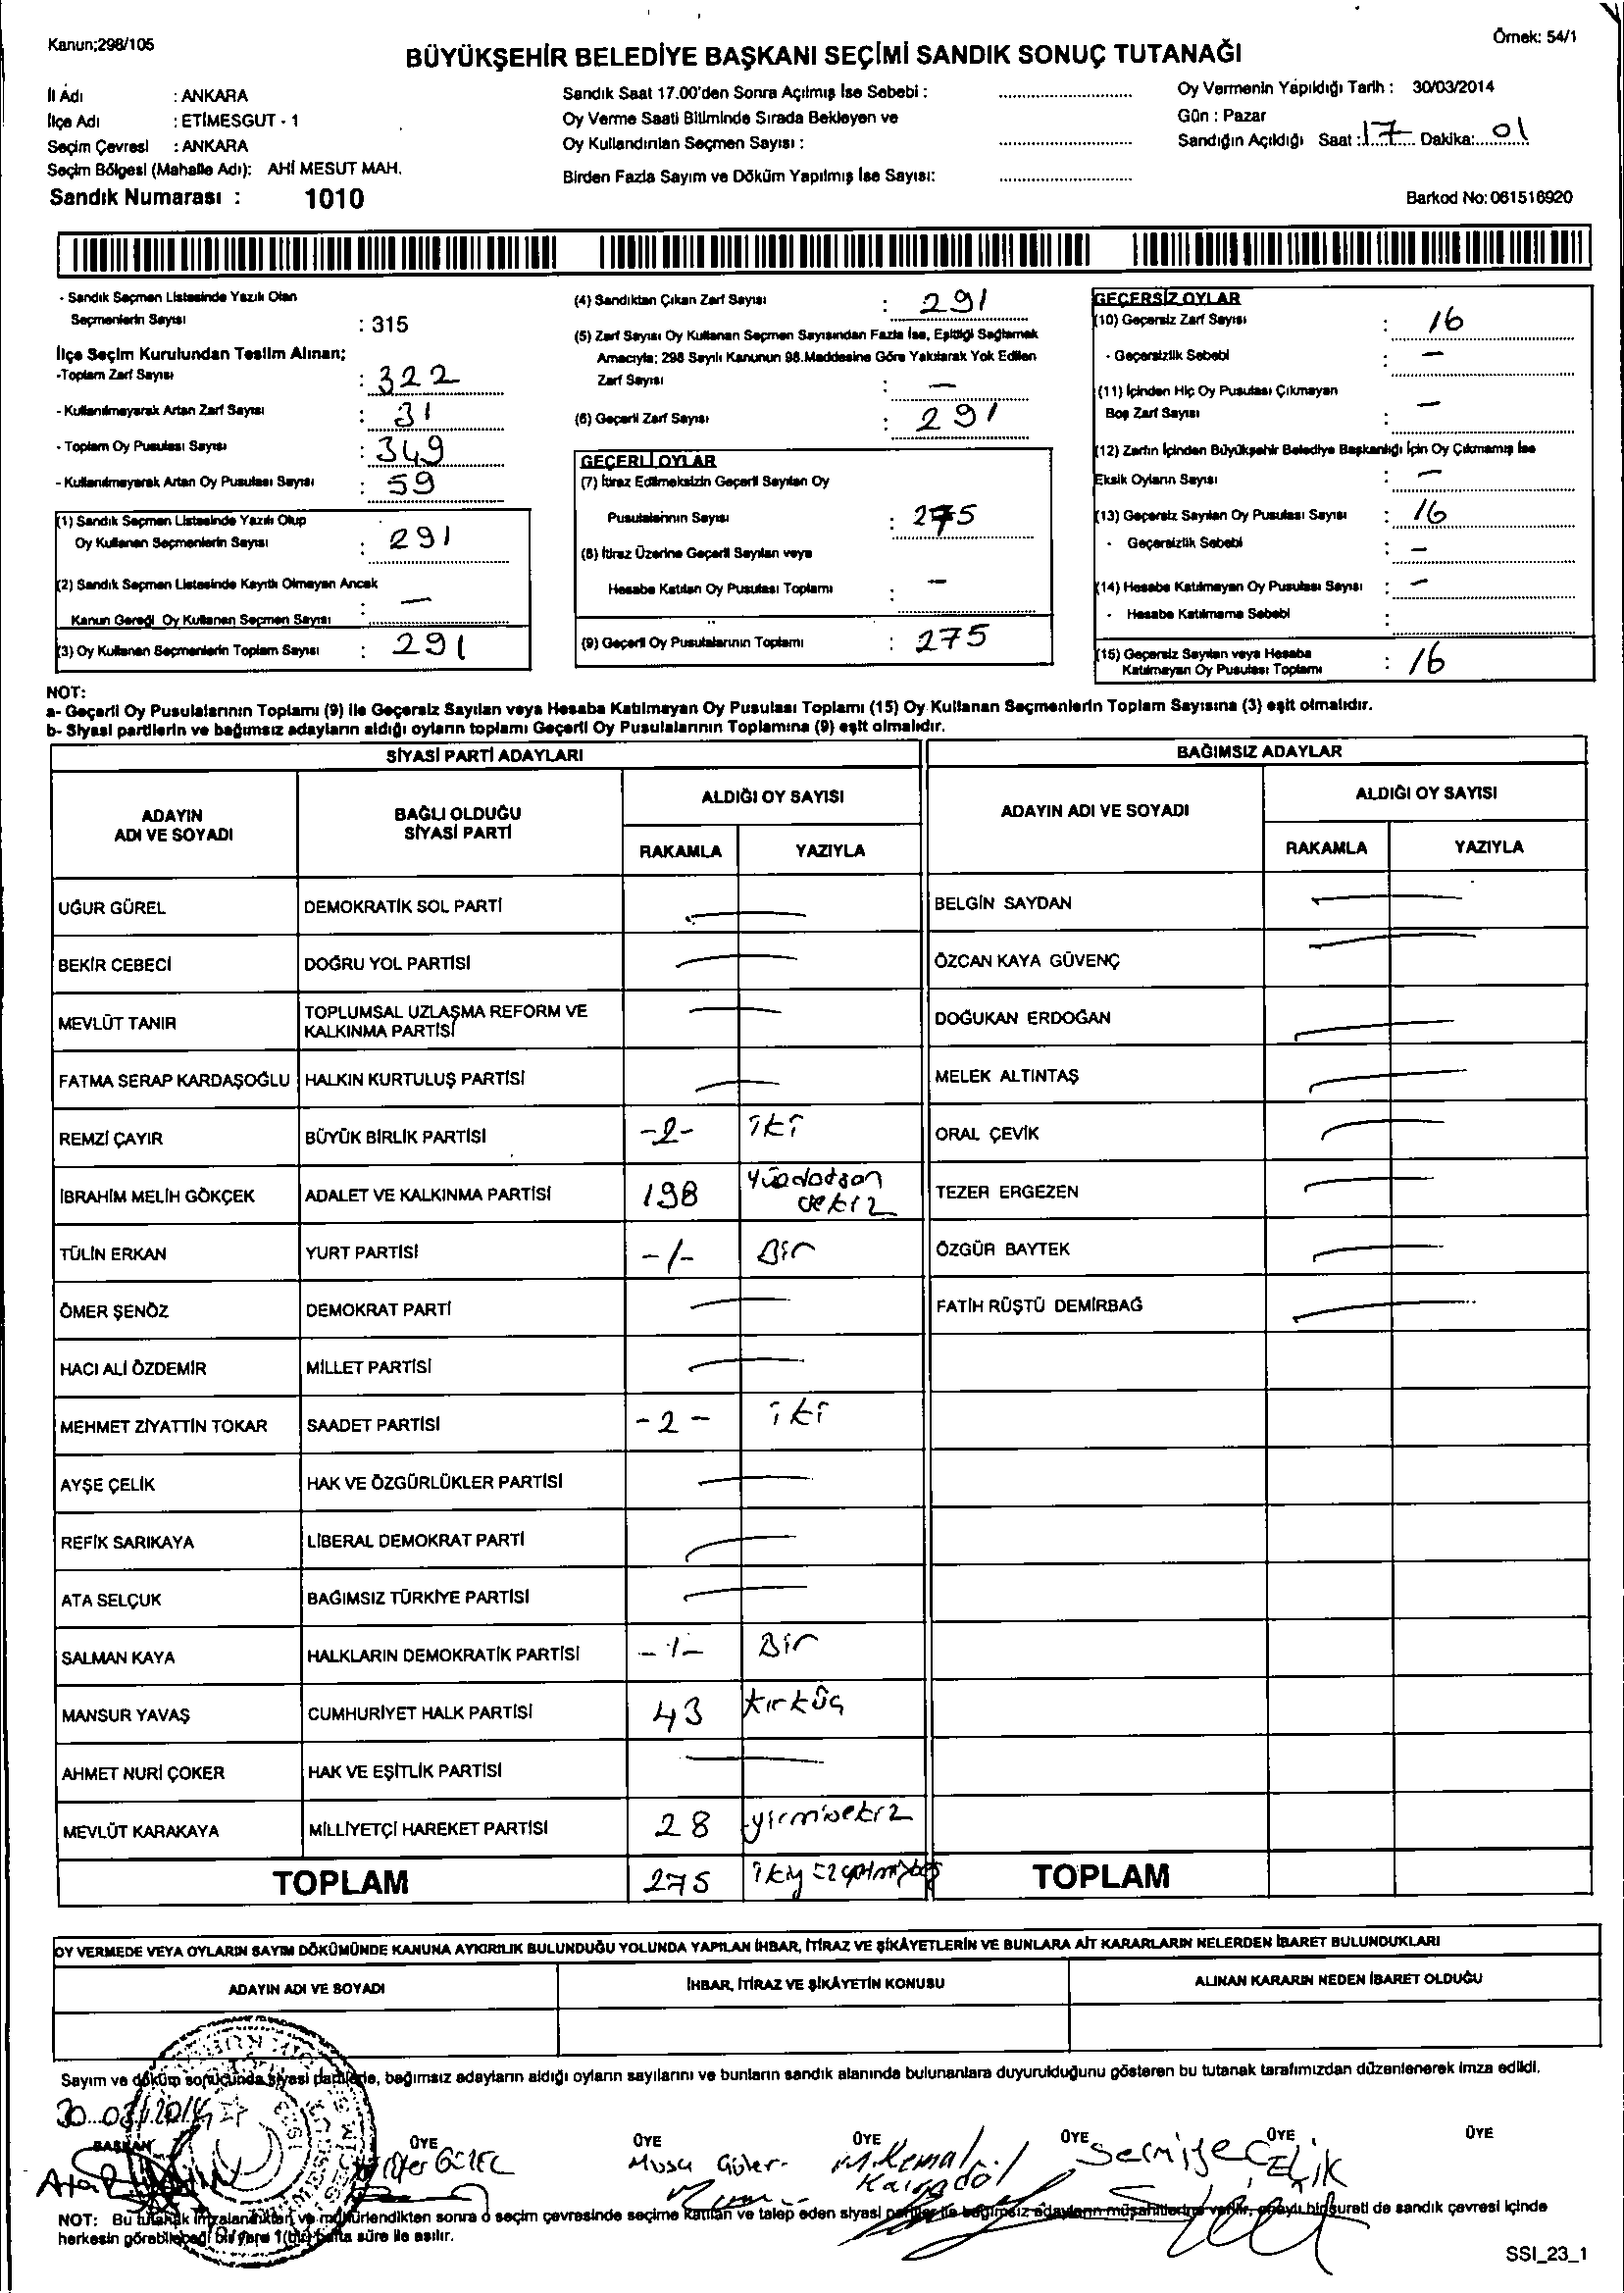 Kanun;298/105
Örnek: 54/1
BÜYÜKŞEHİR BELEDİYE BAŞKANI SEÇİMİ SANDIK SONUÇ TUTANAĞI
İl Adı : ANKARA
İlçe Adı : ETİMESGUT - 1
Seçim Çevresi : ANKARA
Seçim Bölgesi (Mahalle Adı): AHİ MESUT MAH.
Sandık Numarası : 1010
Sandık Saat 17.00'den Sonra Açılmış İse Sebebi :
Oy Verme Saati Bitiminde Sırada Bekleyen ve
Oy Kullandırılan Seçmen Sayısı :
Birden Fazla Sayım ve Döküm Yapılmış İse Sayısı:
Oy Vermenin Yapıldığı Tarih : 30/03/2014
Gün : Pazar
Sandığın Açıldığı Saat : 17 Dakika: 01
Barkod No: 061516920
- Sandık Seçmen Listesinde Yazılı Olan
Seçmenlerin Sayısı : 315
İlçe Seçim Kurulundan Teslim Alınan;
-Toplam Zarf Sayısı : 322
- Kullanılmayarak Artan Zarf Sayısı : 31
- Toplam Oy Pusulası Sayısı : 349
- Kullanılmayarak Artan Oy Pusulası Sayısı : 59
(1) Sandık Seçmen Listesinde Yazılı Olup
Oy Kullanan Seçmenlerin Sayısı : 291
(2) Sandık Seçmen Listesinde Kayıtlı Olmayan Ancak
Kanun Gereği Oy Kullanan Seçmen Sayısı : —
(3) Oy Kullanan Seçmenlerin Toplam Sayısı : 291
(4) Sandıktan Çıkan Zarf Sayısı : 291
(5) Zarf Sayısı Oy Kullanan Seçmen Sayısından Fazla İse, Eşitliği Sağlamak
Amacıyla; 298 Sayılı Kanunun 98.Maddesine Göre Yakılarak Yok Edilen
Zarf Sayısı : —
(6) Geçerli Zarf Sayısı : 291
GEÇERLİ OYLAR
(7) İtiraz Edilmeksizin Geçerli Sayılan Oy
Pusulalarının Sayısı : 275
(8) İtiraz Üzerine Geçerli Sayılan veya
Hesaba Katılan Oy Pusulası Toplamı : —
(9) Geçerli Oy Pusulalarının Toplamı : 275
GEÇERSİZ OYLAR
(10) Geçersiz Zarf Sayısı : 16
- Geçersizlik Sebebi : —
(11) İçinden Hiç Oy Pusulası Çıkmayan
Boş Zarf Sayısı : —
(12) Zarfın İçinden Büyükşehir Belediye Başkanlığı İçin Oy Çıkmamış İse
Eksik Oyların Sayısı : —
(13) Geçersiz Sayılan Oy Pusulası Sayısı : 16
- Geçersizlik Sebebi : —
(14) Hesaba Katılmayan Oy Pusulası Sayısı : —
- Hesaba Katılmama Sebebi :
(15) Geçersiz Sayılan veya Hesaba
Katılmayan Oy Pusulası Toplamı : 16
NOT:
a- Geçerli Oy Pusulalarının Toplamı (9) ile Geçersiz Sayılan veya Hesaba Katılmayan Oy Pusulası Toplamı (15) Oy Kullanan Seçmenlerin Toplam Sayısına (3) eşit olmalıdır.
b- Siyasi partilerin ve bağımsız adayların aldığı oyların toplamı Geçerli Oy Pusulalarının Toplamına (9) eşit olmalıdır.
SİYASİ PARTİ ADAYLARI
ADAYIN ADI VE SOYADI
BAĞLI OLDUĞU SİYASİ PARTİ
ALDIĞI OY SAYISI
RAKAMLA YAZIYLA
UĞUR GÜREL DEMOKRATİK SOL PARTİ —
BEKİR CEBECİ DOĞRU YOL PARTİSİ —
MEVLÜT TANIR TOPLUMSAL UZLAŞMA REFORM VE
KALKINMA PARTİSİ —
FATMA SERAP KARDAŞOĞLU HALKIN KURTULUŞ PARTİSİ —
REMZİ ÇAYIR BÜYÜK BİRLİK PARTİSİ -2- iki
İBRAHİM MELİH GÖKÇEK ADALET VE KALKINMA PARTİSİ 198 Yüzdoksan
sekiz
TÜLİN ERKAN YURT PARTİSİ -1- Bir
ÖMER ŞENÖZ DEMOKRAT PARTİ —
HACI ALİ ÖZDEMİR MİLLET PARTİSİ —
MEHMET ZİYATTİN TOKAR SAADET PARTİSİ -2- iki
AYŞE ÇELİK HAK VE ÖZGÜRLÜKLER PARTİSİ —
REFİK SARIKAYA LİBERAL DEMOKRAT PARTİ —
ATA SELÇUK BAĞIMSIZ TÜRKİYE PARTİSİ —
SALMAN KAYA HALKLARIN DEMOKRATİK PARTİSİ -1- Bir
MANSUR YAVAŞ CUMHURİYET HALK PARTİSİ 43 kırküç
AHMET NURİ ÇOKER HAK VE EŞİTLİK PARTİSİ —
MEVLÜT KARAKAYA MİLLİYETÇİ HAREKET PARTİSİ 28 yirmisekiz
TOPLAM 275
BAĞIMSIZ ADAYLAR
ADAYIN ADI VE SOYADI
ALDIĞI OY SAYISI
RAKAMLA YAZIYLA
BELGİN SAYDAN —
ÖZCAN KAYA GÜVENÇ —
DOĞUKAN ERDOĞAN —
MELEK ALTINTAŞ —
ORAL ÇEVİK —
TEZER ERGEZEN —
ÖZGÜR BAYTEK —
FATİH RÜŞTÜ DEMİRBAĞ —
TOPLAM
OY VERMEDE VEYA OYLARIN SAYIM DÖKÜMÜNDE KANUNA AYKIRILIK BULUNDUĞU YOLUNDA YAPILAN İHBAR, İTİRAZ VE ŞİKÂYETLERİN VE BUNLARA AİT KARARLARIN NELERDEN İBARET BULUNDUKLARI
ADAYIN ADI VE SOYADI İHBAR, İTİRAZ VE ŞİKÂYETİN KONUSU ALINAN KARARIN NEDEN İBARET OLDUĞU
Sayım ve döküm sonucunda siyasi partilerle, bağımsız adayların aldığı oyların sayılarını ve bunların sandık alanında bulunanlara duyurulduğunu gösteren bu tutanak tarafımızdan düzenlenerek imza edildi.
30.03/2014
BAŞKAN ÜYE ÜYE ÜYE ÜYE ÜYE ÜYE
Musa Güler M.Kemal Semişe ÇELİK
NOT: Bu tutanak imzalandıktan ve mühürlendikten sonra o seçim çevresinde seçime katılan ve talep eden siyasi partiler ile bağımsız adayların müşahitlerine verilir, onaylı bir sureti de sandık çevresi içinde
herkesin görebileceği bir yere 1(bir) hafta süre ile asılır.
SSI_23_1